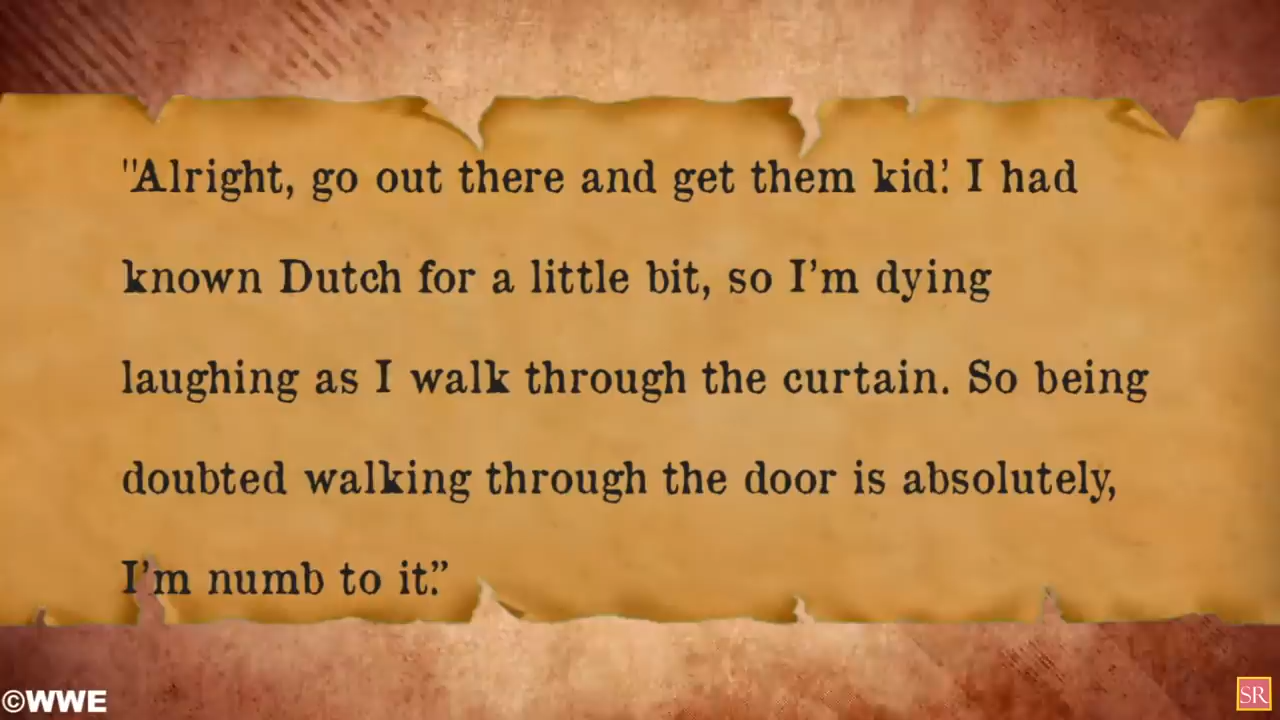 "Alright, go out there and get them kid.' I had
known Dutch for a little bit, so I'm dying
laughing as I walk through the curtain. So being
doubted walking through the door is absolutely,
I'm numb to it."
©WWE
SR